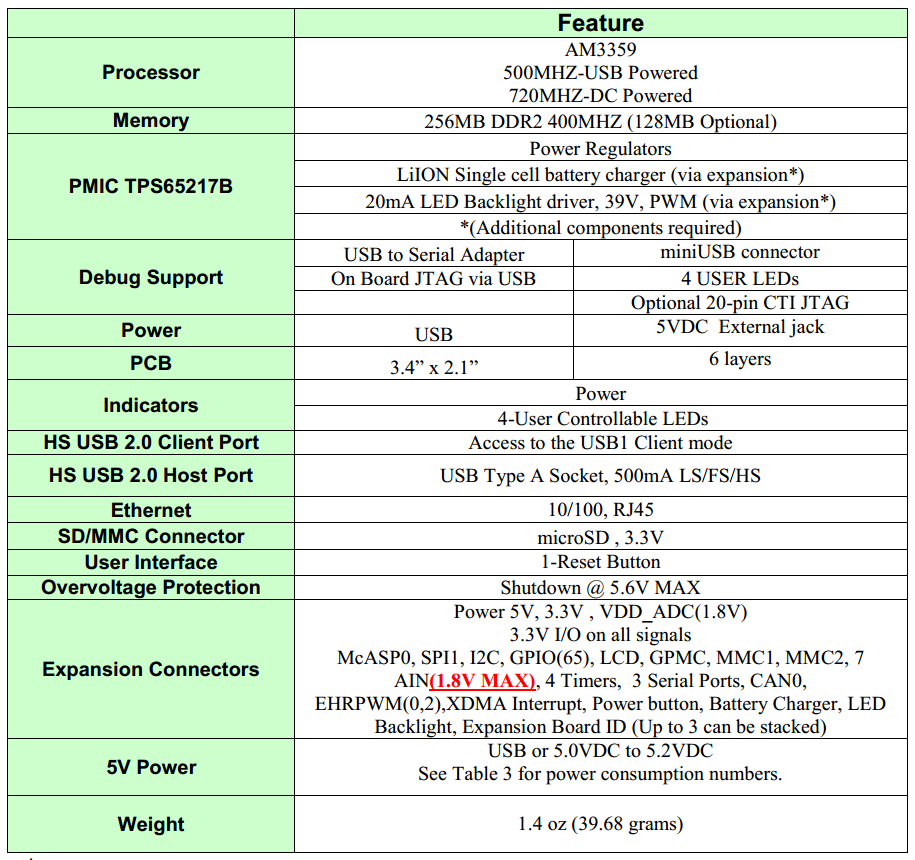 Feature
Processor
AM3359
500MHZ-USB Powered
720MHZ-DC Powered
Memory
256MB DDR2 400MHZ (128MB Optional)
PMIC TPS65217B
Power Regulators
LiION Single cell battery charger (via expansion*)
20mA LED Backlight driver, 39V, PWM (via expansion*)
*(Additional components required)
Debug Support
USB to Serial Adapter
miniUSB connector
On Board JTAG via USB
4 USER LEDs
Optional 20-pin CTI JTAG
Power
USB
5VDC External jack
PCB
3.4” x 2.1”
6 layers
Indicators
Power
4-User Controllable LEDs
HS USB 2.0 Client Port
Access to the USB1 Client mode
HS USB 2.0 Host Port
USB Type A Socket, 500mA LS/FS/HS
Ethernet
10/100, RJ45
SD/MMC Connector
microSD , 3.3V
User Interface
1-Reset Button
Overvoltage Protection
Shutdown @ 5.6V MAX
Expansion Connectors
Power 5V, 3.3V , VDD_ADC(1.8V)
3.3V I/O on all signals
McASP0, SPI1, I2C, GPIO(65), LCD, GPMC, MMC1, MMC2, 7
AIN(1.8V MAX), 4 Timers, 3 Serial Ports, CAN0,
EHRPWM(0,2),XDMA Interrupt, Power button, Battery Charger, LED
Backlight, Expansion Board ID (Up to 3 can be stacked)
5V Power
USB or 5.0VDC to 5.2VDC
See Table 3 for power consumption numbers.
Weight
1.4 oz (39.68 grams)